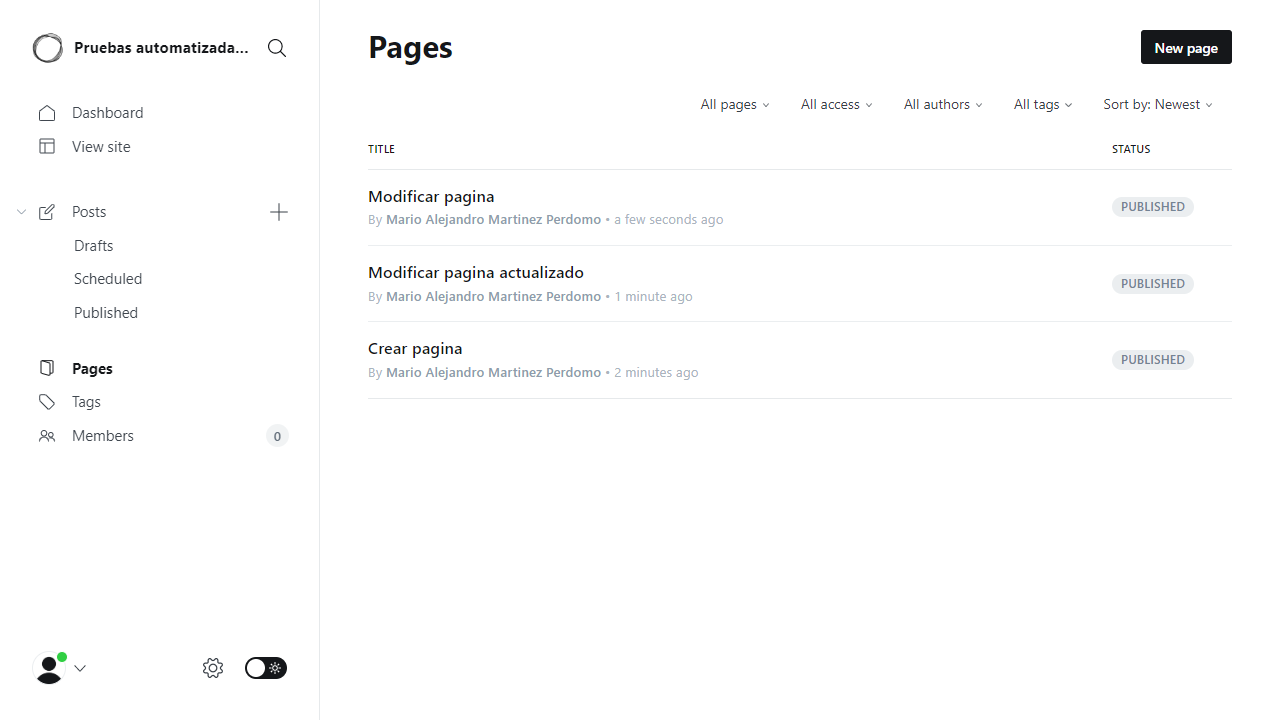 Pruebas automatizada...
Dashboard
View site
Posts
Drafts
Scheduled
Published
Pages
Tags
Members 0
Pages
New page
All pages All access All authors All tags Sort by: Newest
TITLE STATUS
Modificar pagina
By Mario Alejandro Martinez Perdomo • a few seconds ago
PUBLISHED
Modificar pagina actualizado
By Mario Alejandro Martinez Perdomo • 1 minute ago
PUBLISHED
Crear pagina
By Mario Alejandro Martinez Perdomo • 2 minutes ago
PUBLISHED